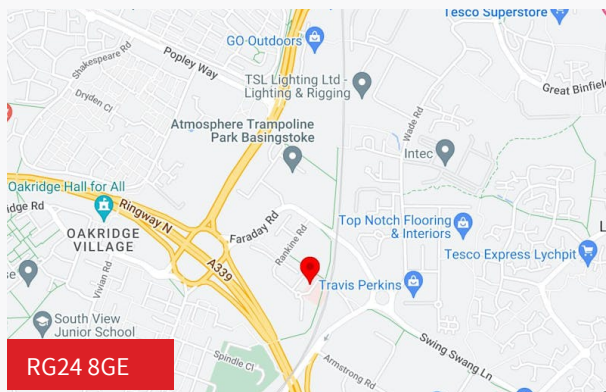 Tesco Superstore
GO Outdoors
Popley Way
Shakespeare Rd
TSL Lighting Ltd -
Lighting & Rigging
Dryden Cl
Great Binfield
Wade Rd
Atmosphere Trampoline
Park Basingstoke
Intec
Oakridge Hall for All
idge Rd
Ringway N
OAKRIDGE
VILLAGE
Faraday Rd
Rankine Rd
Top Notch Flooring
& Interiors
L
Tesco Express Lychpit
A339
Vivian Rd
se
Travis Perkins
South View
Junior School
Swing Swang Ln
Spindle Cl
Armstrong Rd
RG24 8GE